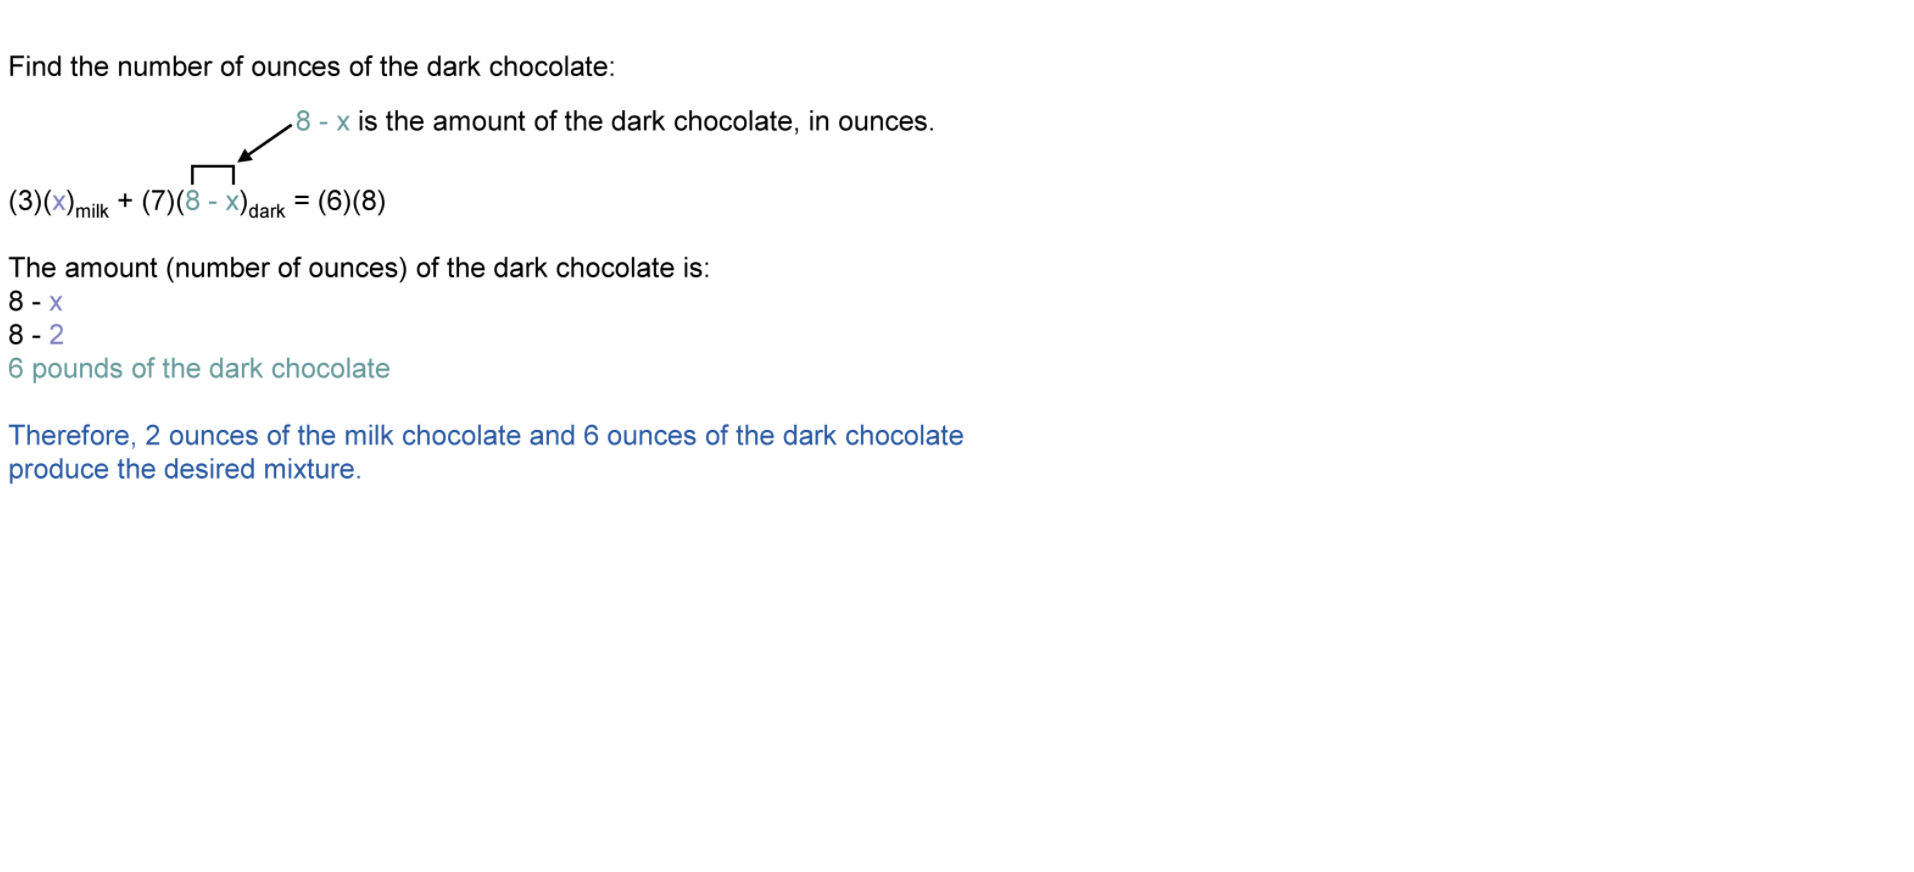 Find the number of ounces of the dark chocolate:
8 - x is the amount of the dark chocolate, in ounces.
(3)(x)milk + (7)(8 - x)dark = (6)(8)
The amount (number of ounces) of the dark chocolate is:
8 - x
8 - 2
6 pounds of the dark chocolate
Therefore, 2 ounces of the milk chocolate and 6 ounces of the dark chocolate
produce the desired mixture.